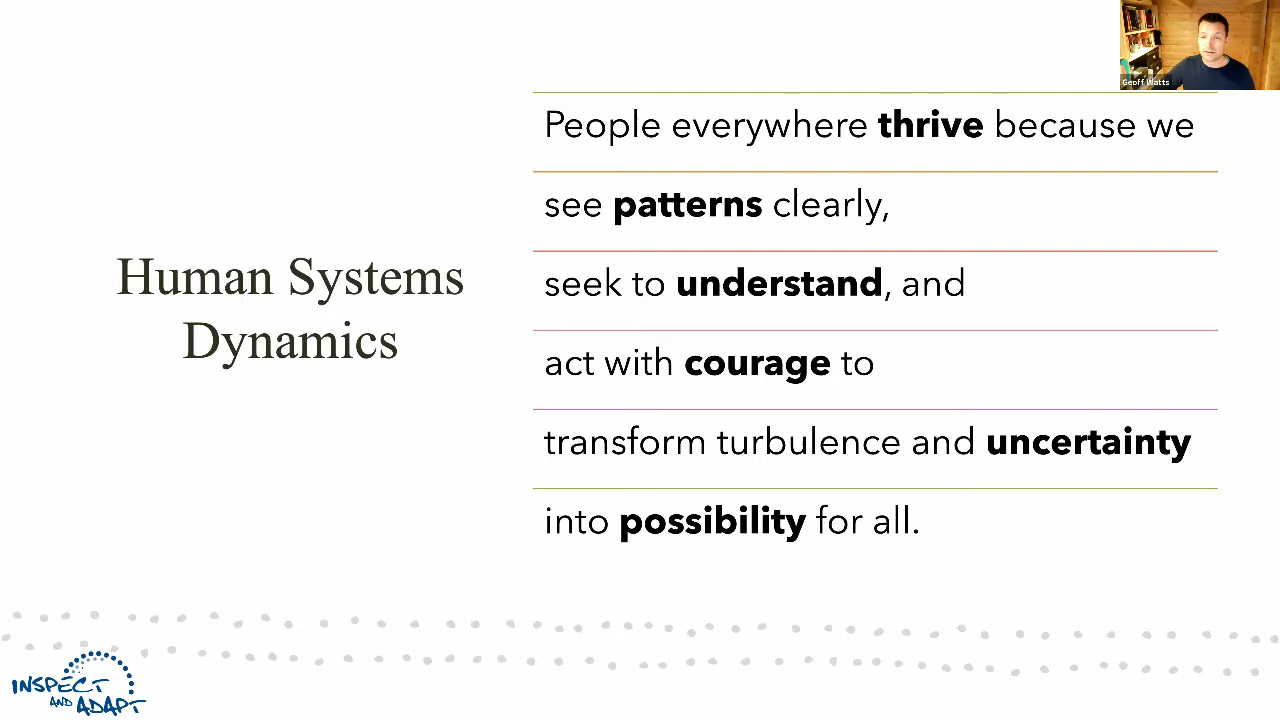 Geoff Watts
People everywhere thrive because we
see patterns clearly,
seek to understand, and
act with courage to
transform turbulence and uncertainty
into possibility for all.
Human Systems
Dynamics
INSPECT
AND ADAPT